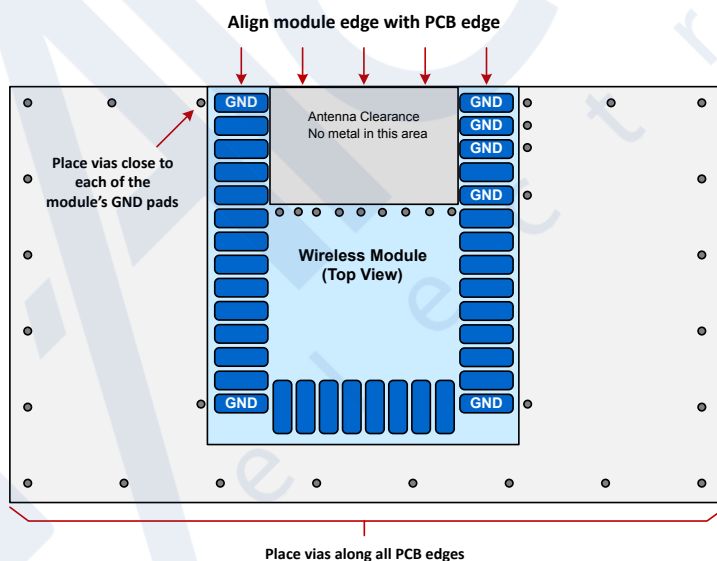 Align module edge with PCB edge
GND
GND
Antenna Clearance
No metal in this area
GND
GND
Place vias close to
each of the
module's GND pads
GND
Wireless Module
(Top View)
GND
GND
Place vias along all PCB edges